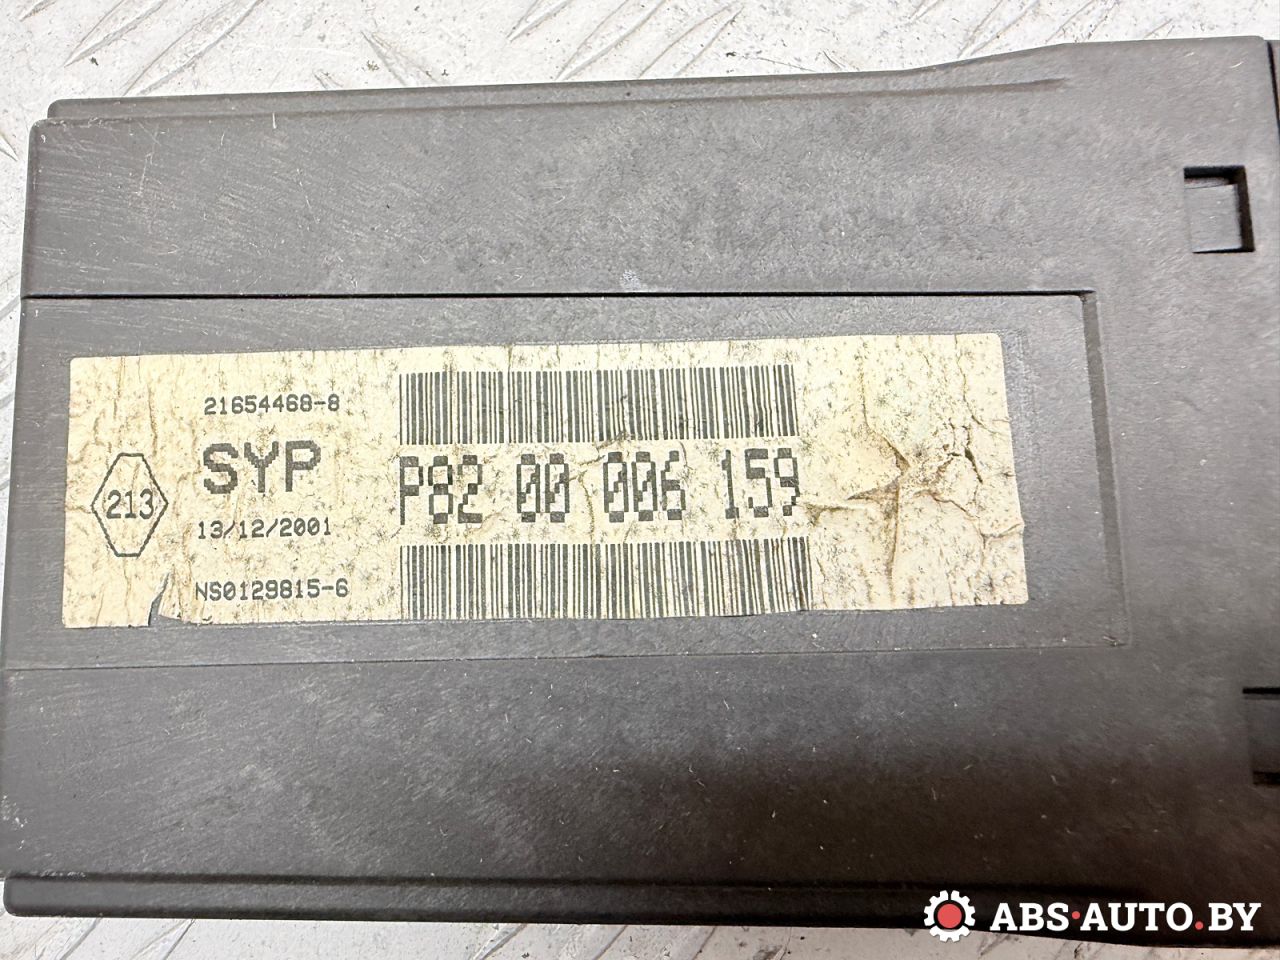 21654468-8
SYP
213
13/12/2001
NS0129815-6
P82 00 006 159
ABS·AUTO.BY